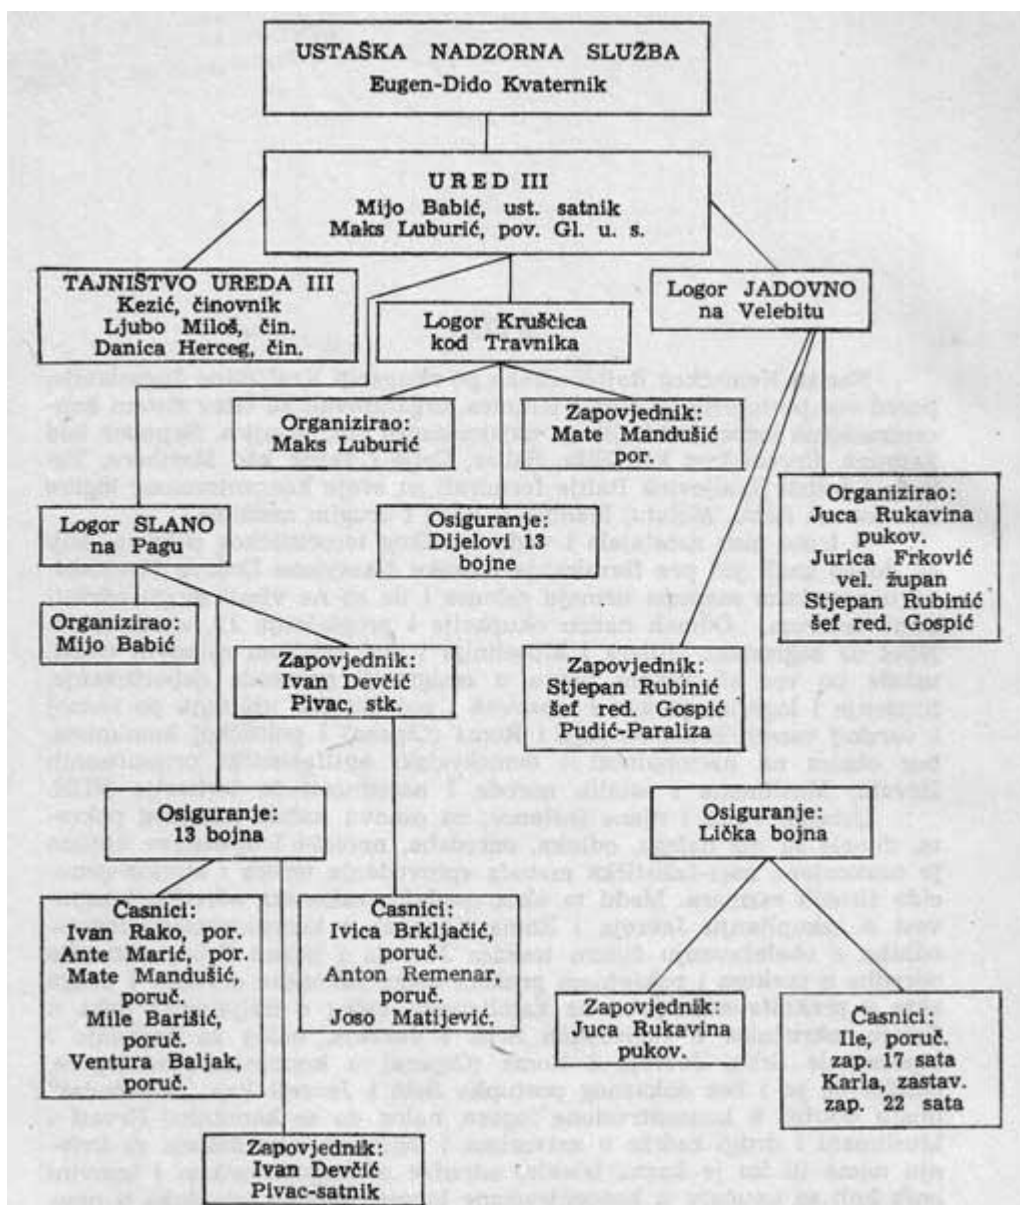 USTAŠKA NADZORNA SLUŽBA
Eugen-Dido Kvaternik
URED III
Mijo Babić, ust. satnik
Maks Luburić, pov. Gl. u. s.
TAJNIŠTVO UREDA III
Kezić, činovnik
Ljubo Miloš, čin.
Danica Herceg, čin.
Logor Kruščica
kod Travnika
Logor JADOVNO
na Velebitu
Organizirao:
Maks Luburić
Zapovjednik:
Mate Mandušić
por.
Organizirao:
Juca Rukavina
pukov.
Jurica Frković
vel. župan
Stjepan Rubinić
šef red. Gospić
Logor SLANO
na Pagu
Osiguranje:
Dijelovi 13
bojne
Organizirao:
Mijo Babić
Zapovjednik:
Ivan Devčić
Pivac, stk.
Zapovjednik:
Stjepan Rubinić
šef red. Gospić
Pudić-Paraliza
Osiguranje:
13 bojna
Osiguranje:
Lička bojna
Časnici:
Ivan Rako, por.
Ante Marić, por.
Mate Mandušić,
poruč.
Mile Barišić,
poruč.
Ventura Baljak,
poruč.
Časnici:
Ivica Brkljačić,
poruč.
Anton Remenar,
poruč.
Joso Matijević,
Zapovjednik:
Juca Rukavina
pukov.
Časnici:
Ile, poruč.
zap. 17 sata
Karla, zastav.
zap. 22 sata
Zapovjednik:
Ivan Devčić
Pivac-satnik